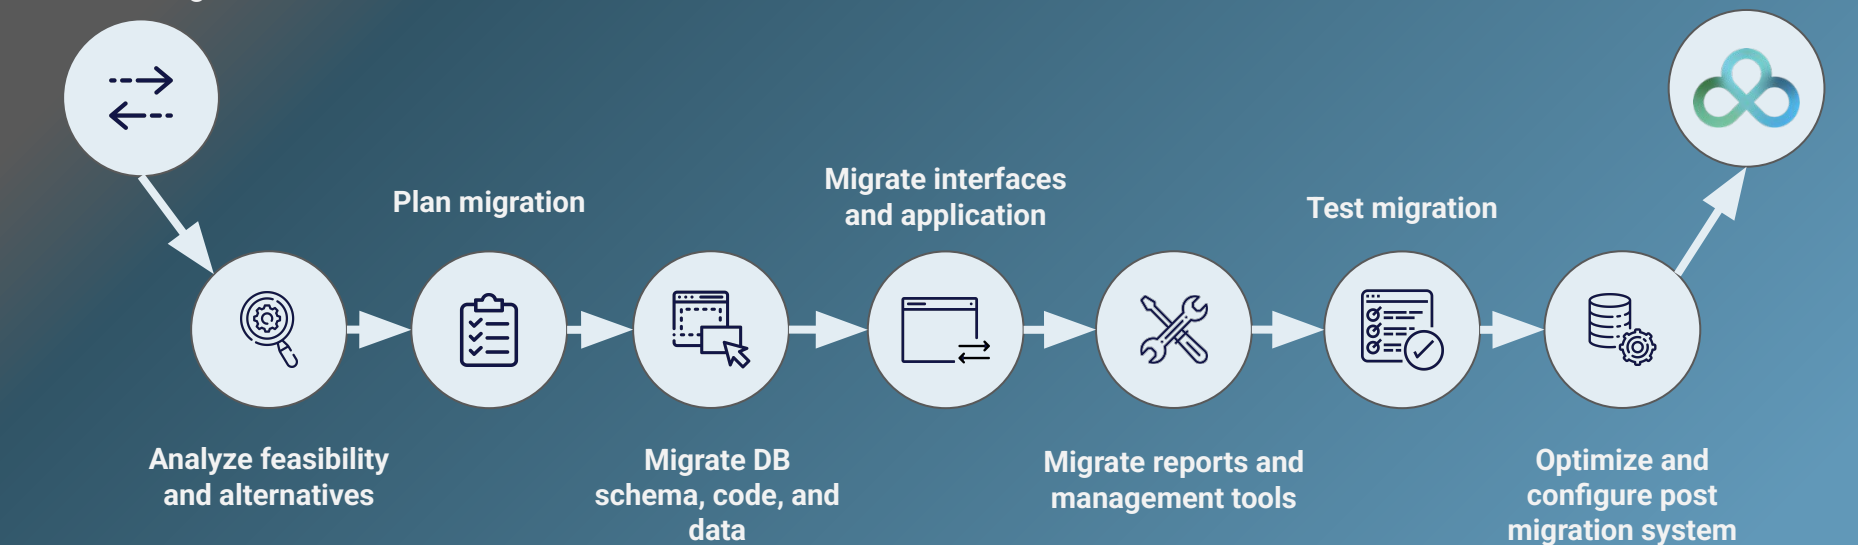 Plan migration
Migrate interfaces
and application
Test migration
Analyze feasibility
and alternatives
Migrate DB
schema, code, and
data
Migrate reports and
management tools
Optimize and
configure post
migration system